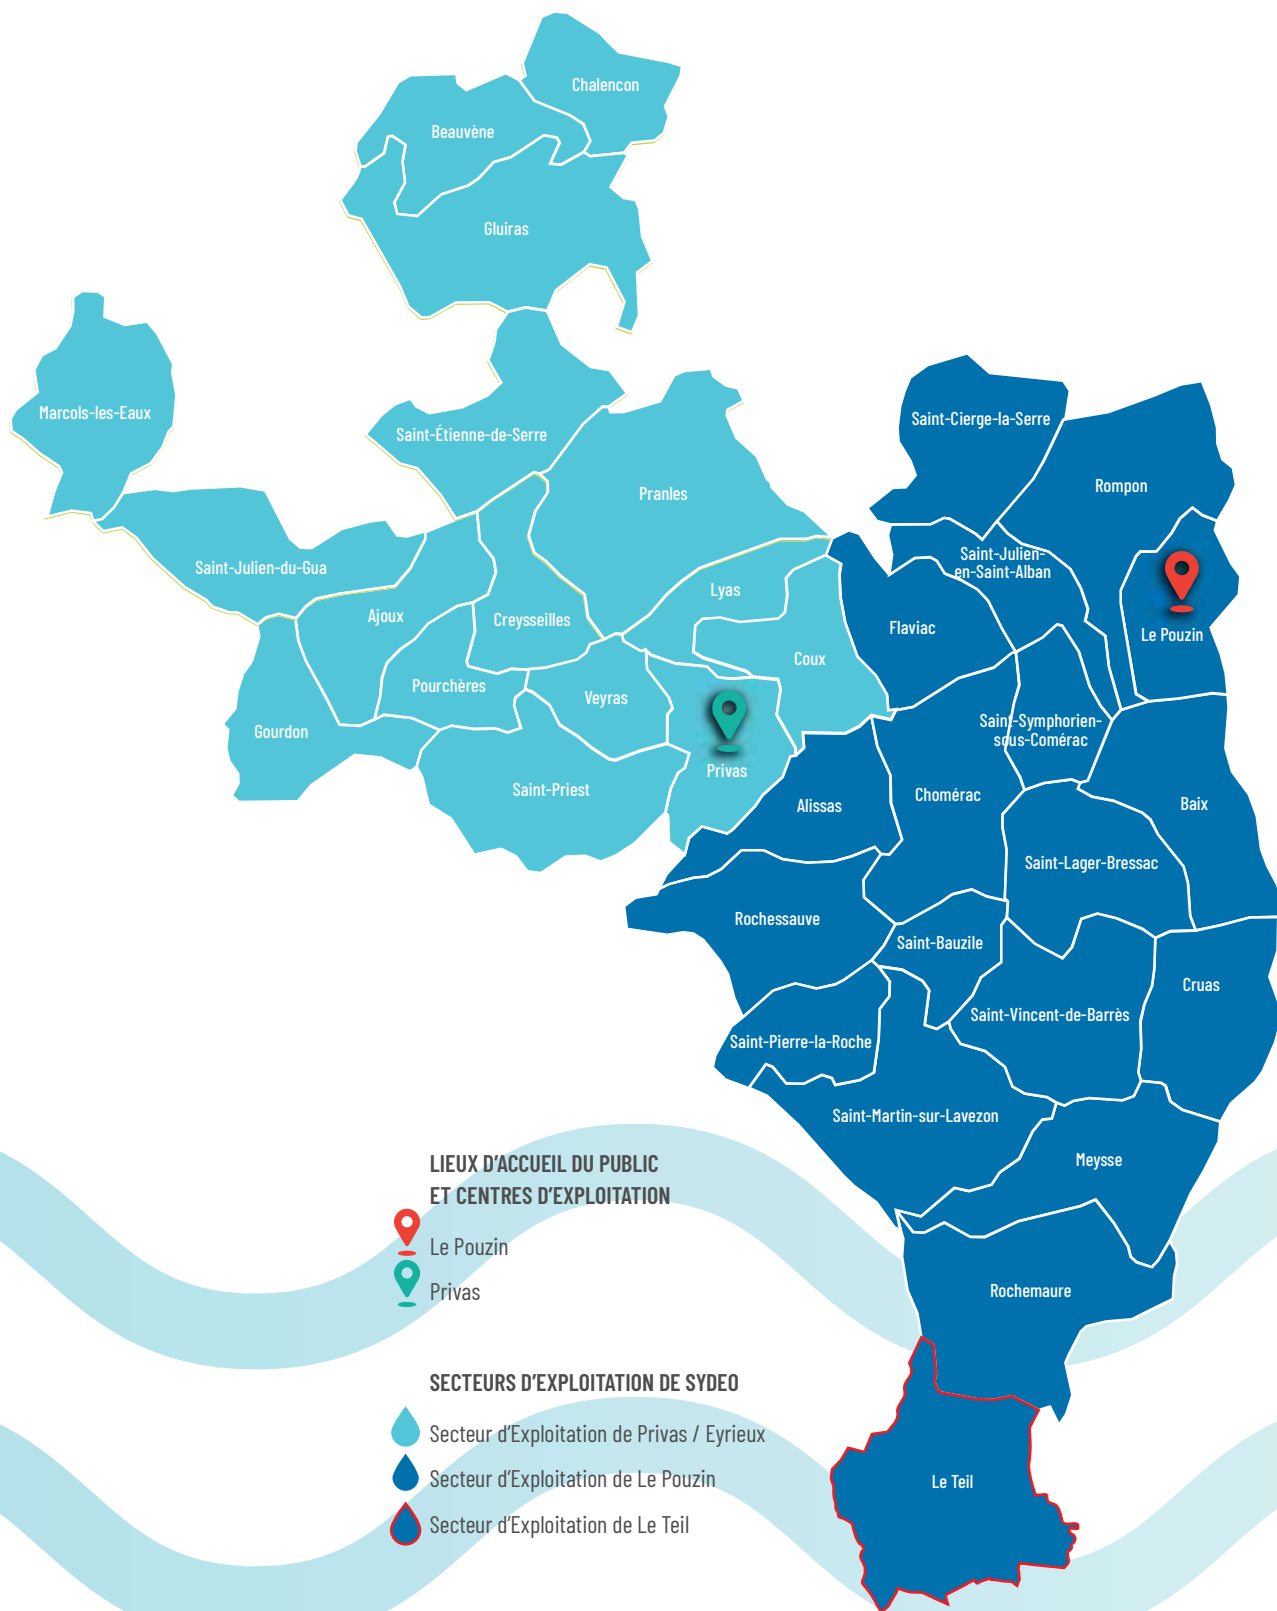 Chalencon
Beauvène
Gluiras
Marcols-les-Eaux
Saint-Étienne-de-Serre
Saint-Cierge-la-Serre
Pranles
Rompon
Saint-Julien-du-Gua
Saint-Julien-
en-Saint-Alban
Lyas
Ajoux
Creysseilles
Flaviac
Le Pouzin
Coux
Pourchères
Veyras
Gourdon
Saint-Symphorien-
sous-Comérac
Privas
Saint-Priest
Alissas
Chomérac
Baix
Saint-Lager-Bressac
Rochessauve
Saint-Bauzile
Cruas
Saint-Vincent-de-Barrès
Saint-Pierre-la-Roche
Saint-Martin-sur-Lavezon
Meysse
Rochemaure
Le Teil
LIEUX D'ACCUEIL DU PUBLIC
ET CENTRES D'EXPLOITATION
Le Pouzin
Privas
SECTEURS D'EXPLOITATION DE SYDEO
Secteur d'Exploitation de Privas / Eyrieux
Secteur d'Exploitation de Le Pouzin
Secteur d'Exploitation de Le Teil